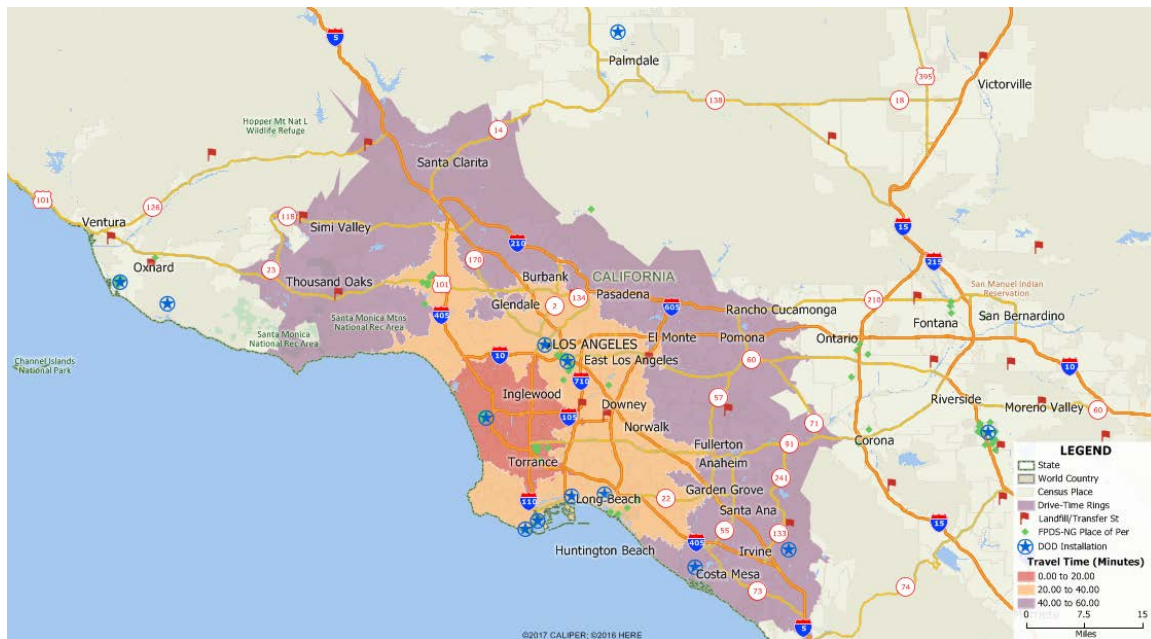 5
Palmdale
395
Victorville
138
18
Hopper Mt Nat L
Wildlife Refuge
14
Santa Clarita
101
126
Ventura
118
Simi Valley
15
210
215
170
Oxnard
23
Thousand Oaks
101
Burbank
CALIFORNIA
San Manuel Indian
Reservation
134
Pasadena
Glendale
2
605
Rancho Cucamonga
210
Fontana
San Bernardino
Santa Monica Mtns
National Rec Area
405
Santa Monica
National Rec Area
El Monte
Pomona
Ontario
LOS ANGELES
10
East Los Angeles
60
10
Channel Islands
National Park
710
Inglewood
Downey
57
Riverside
Moreno Valley
60
105
Norwalk
71
Corona
Fullerton
91
Torrance
Anaheim
241
110
Long Beach
22
Garden Grove
Santa Ana
15
55
133
405
Huntington Beach
Irvine
Costa Mesa
73
74
5
LEGEND
State
World Country
Census Place
Drive-Time Rings
Landfill/Transfer St
FPDS-NG Place of Per
DOD Installation
Travel Time (Minutes)
0.00 to 20.00
20.00 to 40.00
40.00 to 60.00
0 7.5 15
Miles
©2017 CALIPER; ©2016 HERE